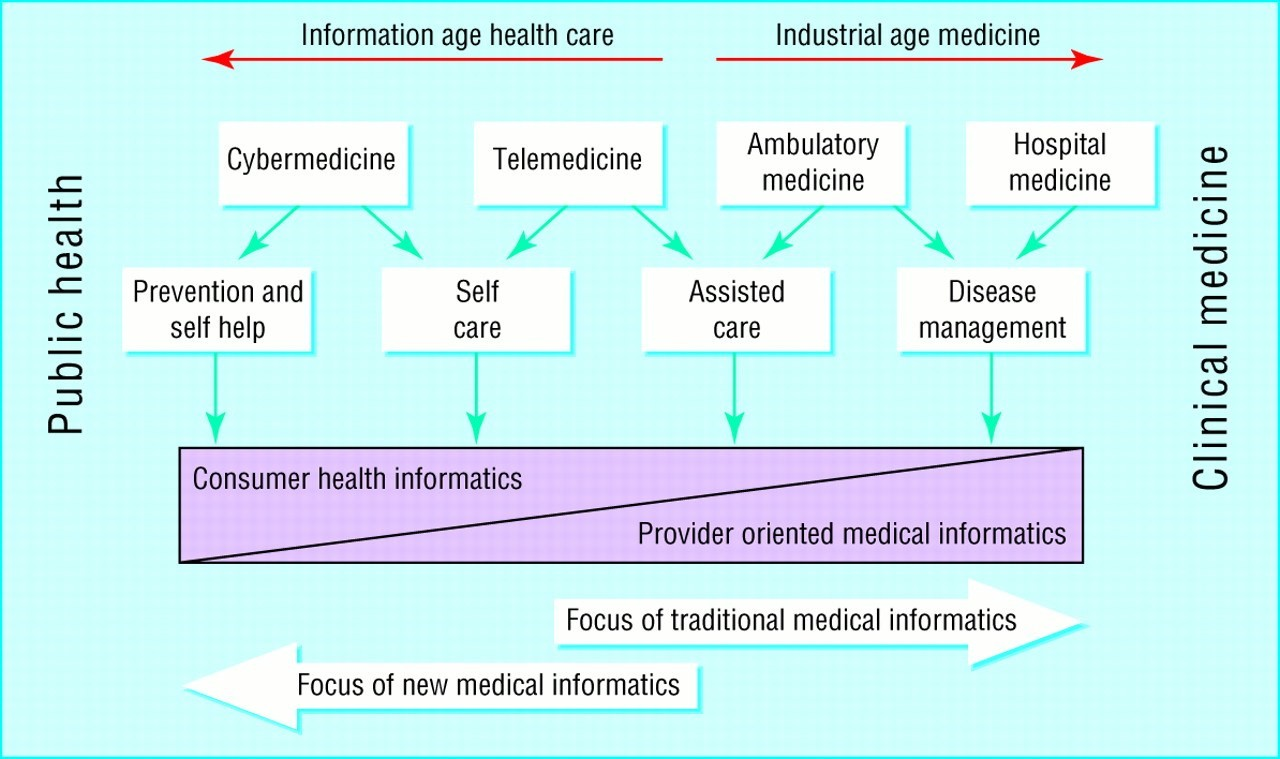 Information age health care
Industrial age medicine
Public health
Clinical medicine
Cybermedicine
Telemedicine
Ambulatory
medicine
Hospital
medicine
Prevention and
self help
Self
care
Assisted
care
Disease
management
Consumer health informatics
Provider oriented medical informatics
Focus of traditional medical informatics
Focus of new medical informatics